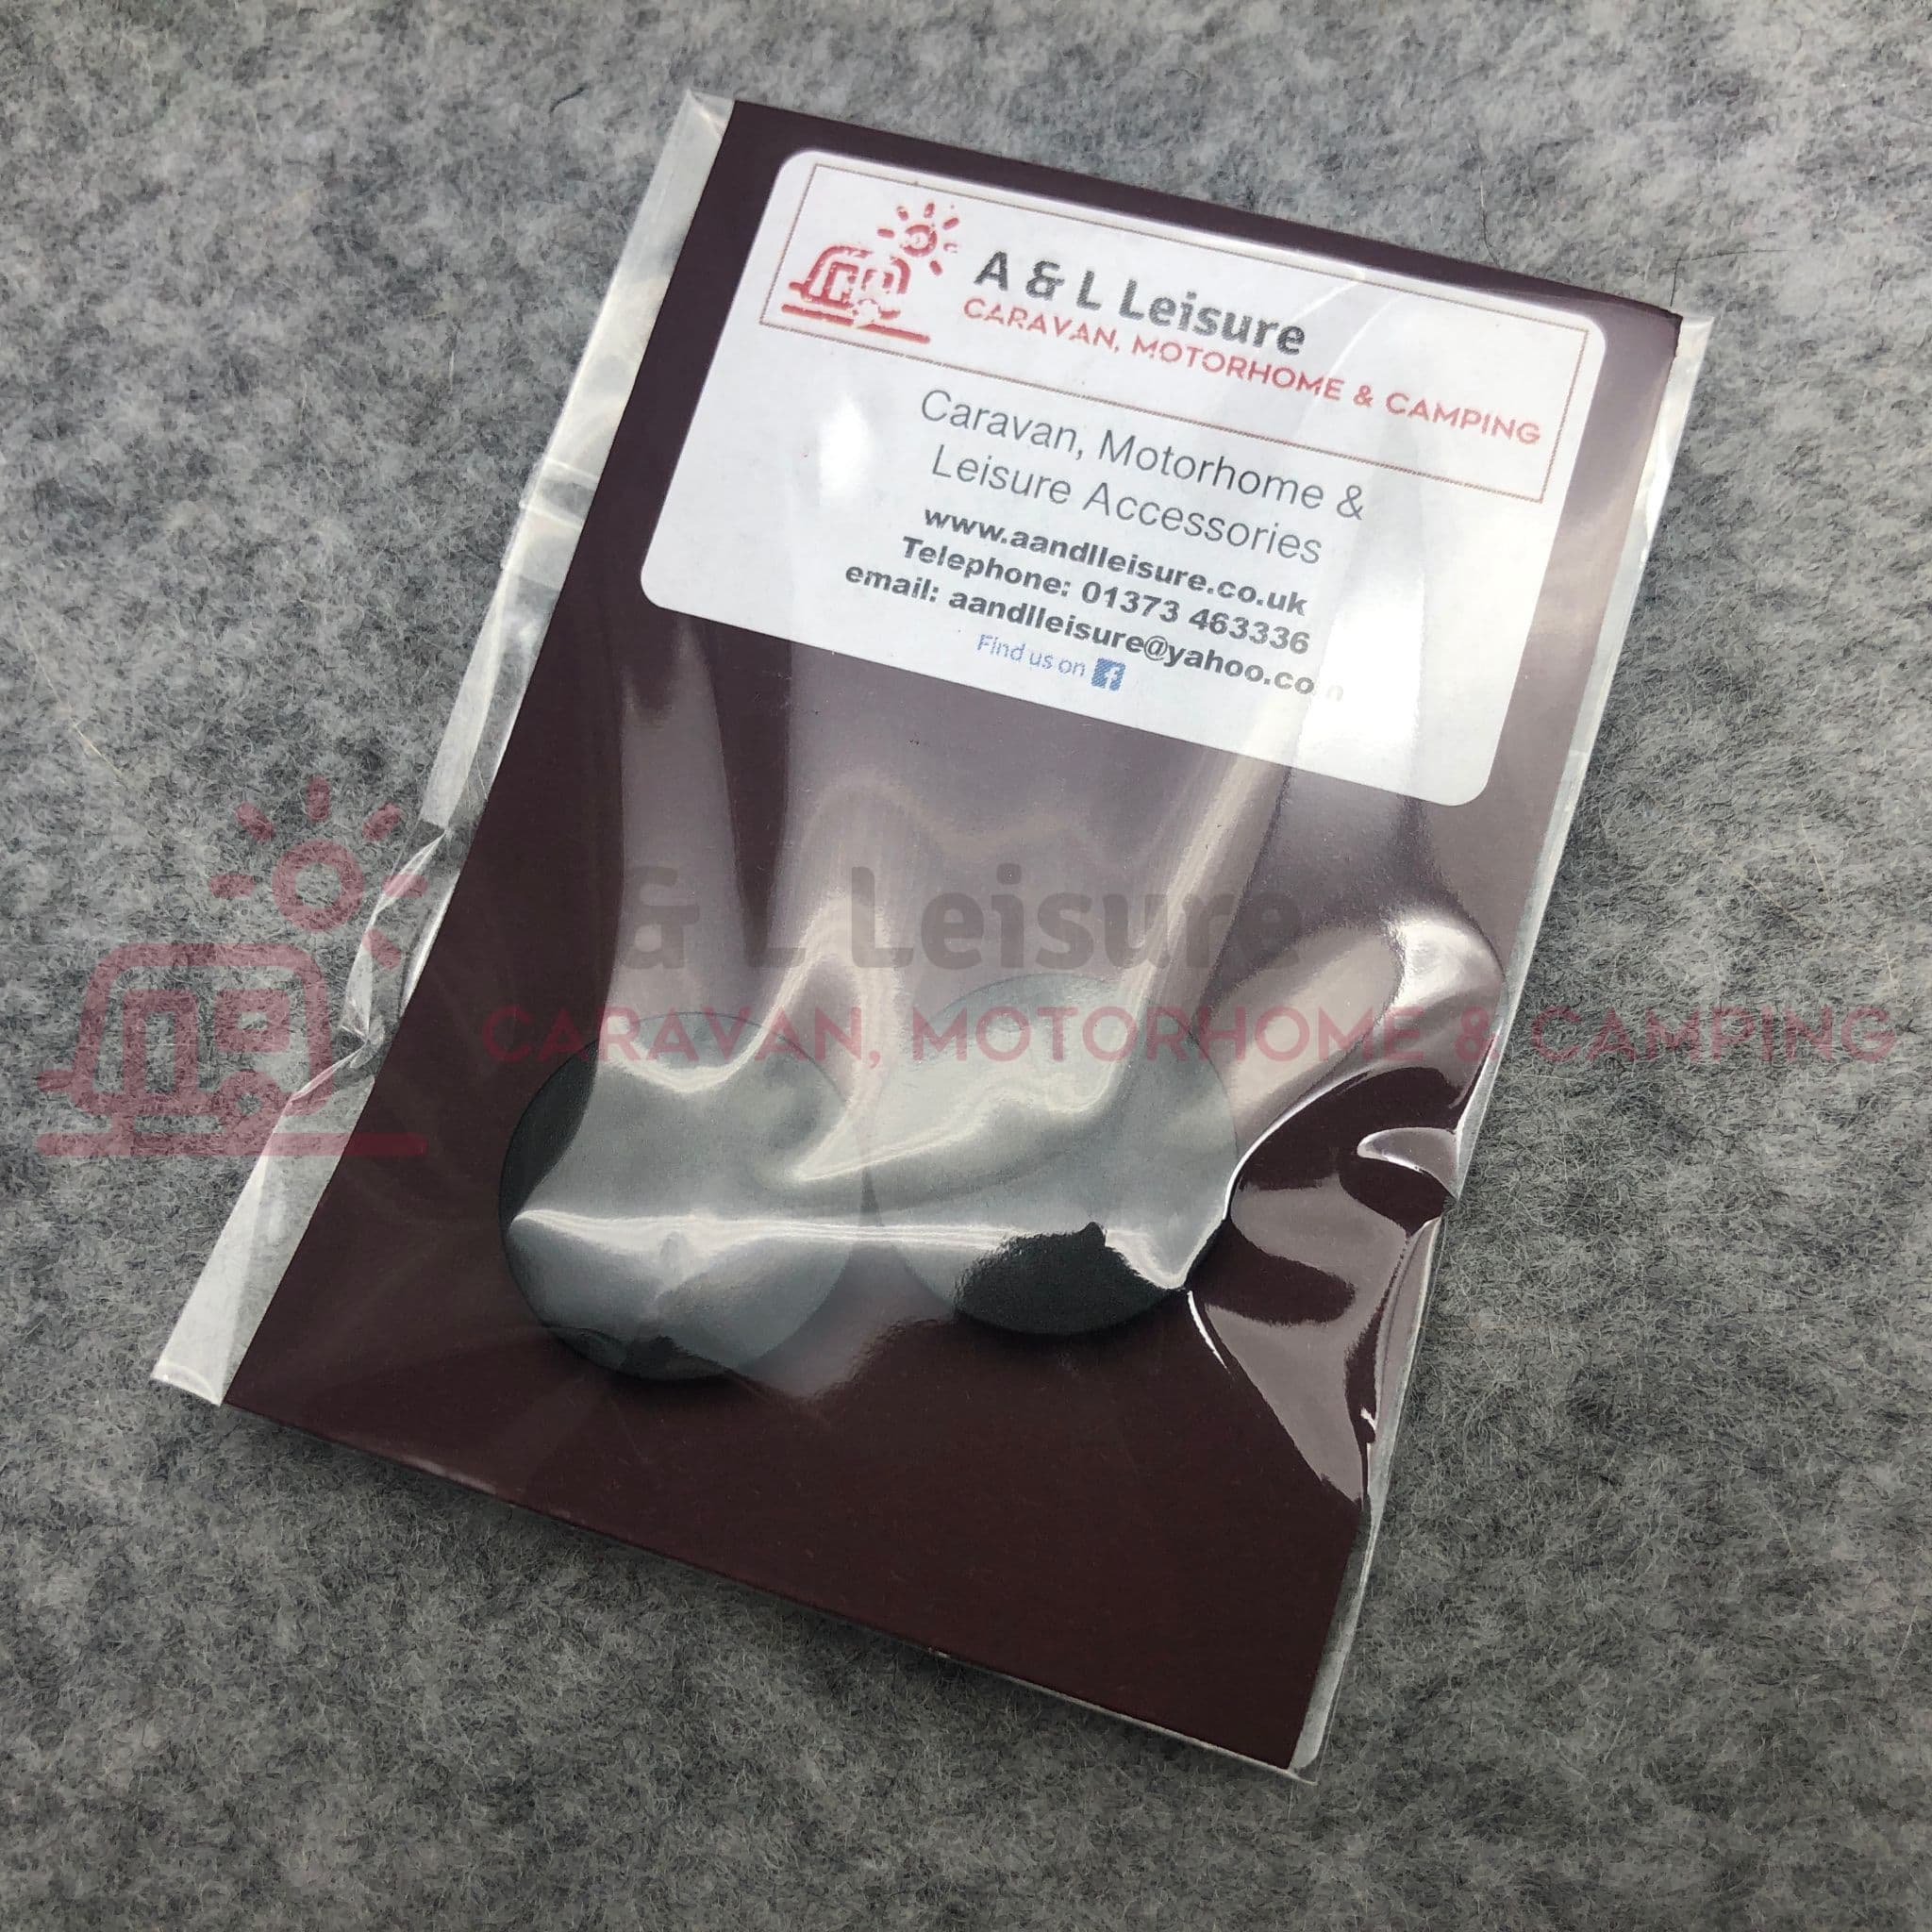 A & L Leisure
CARAVAN, MOTORHOME & CAMPING
Caravan, Motorhome &
Leisure Accessories
www.aandlleisure.co.uk
Telephone: 01373 463336
email: aandlleisure@yahoo.com
Find us on
& L Leisure
CARAVAN, MOTORHOME & CAMPING